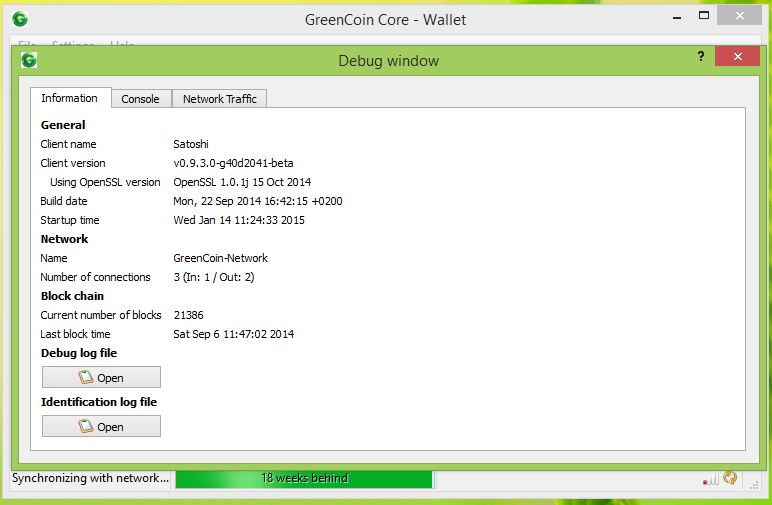 GreenCoin Core - Wallet
File Settings Help
Debug window
Information Console Network Traffic
General
Client name Satoshi
Client version v0.9.3.0-g40d2041-beta
Using OpenSSL version OpenSSL 1.0.1j 15 Oct 2014
Build date Mon, 22 Sep 2014 16:42:15 +0200
Startup time Wed Jan 14 11:24:33 2015
Network
Name GreenCoin-Network
Number of connections 3 (In: 1 / Out: 2)
Block chain
Current number of blocks 21386
Last block time Sat Sep 6 11:47:02 2014
Debug log file
Open
Identification log file
Open
Synchronizing with network... 18 weeks behind